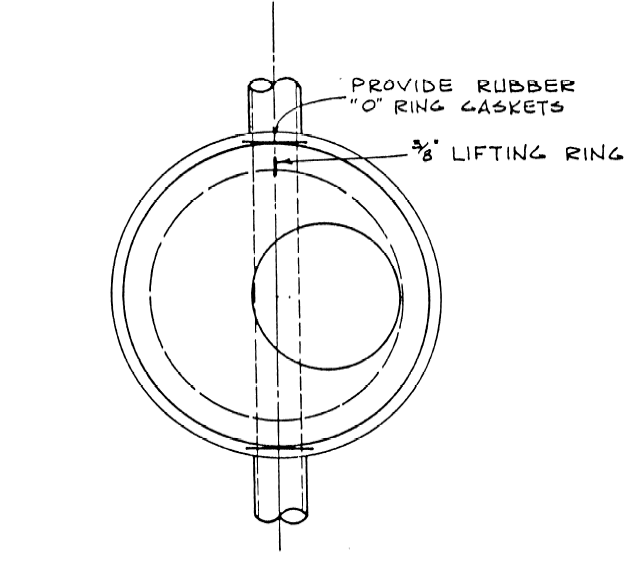 PROVIDE RUBBER
"O" RING GASKETS
3/8" LIFTING RING